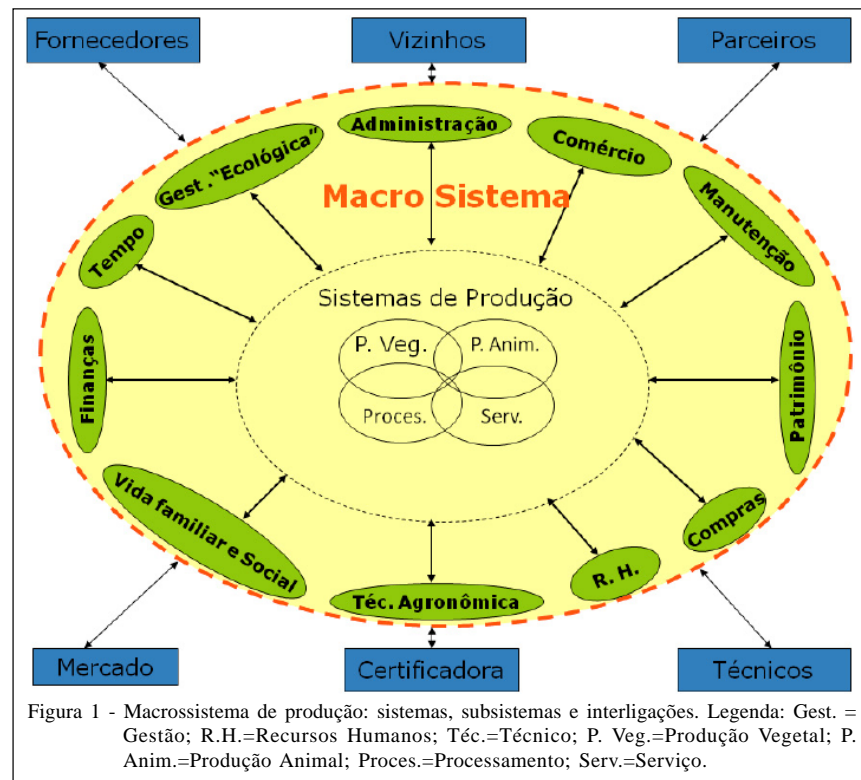 Fornecedores
Vizinhos
Parceiros
Administração
Gest. "Ecológica"
Comércio
Macro Sistema
Manutenção
Tempo
Sistemas de Produção
P. Veg.
P. Anim.
Finanças
Patrimônio
Proces.
Serv.
Vida familiar e Social
Compras
R. H.
Téc. Agronômica
Mercado
Certificadora
Técnicos
Figura 1 - Macrossistema de produção: sistemas, subsistemas e interligações. Legenda: Gest. =
Gestão; R.H.=Recursos Humanos; Téc.=Técnico; P. Veg.=Produção Vegetal; P.
Anim.=Produção Animal; Proces.=Processamento; Serv.=Serviço.